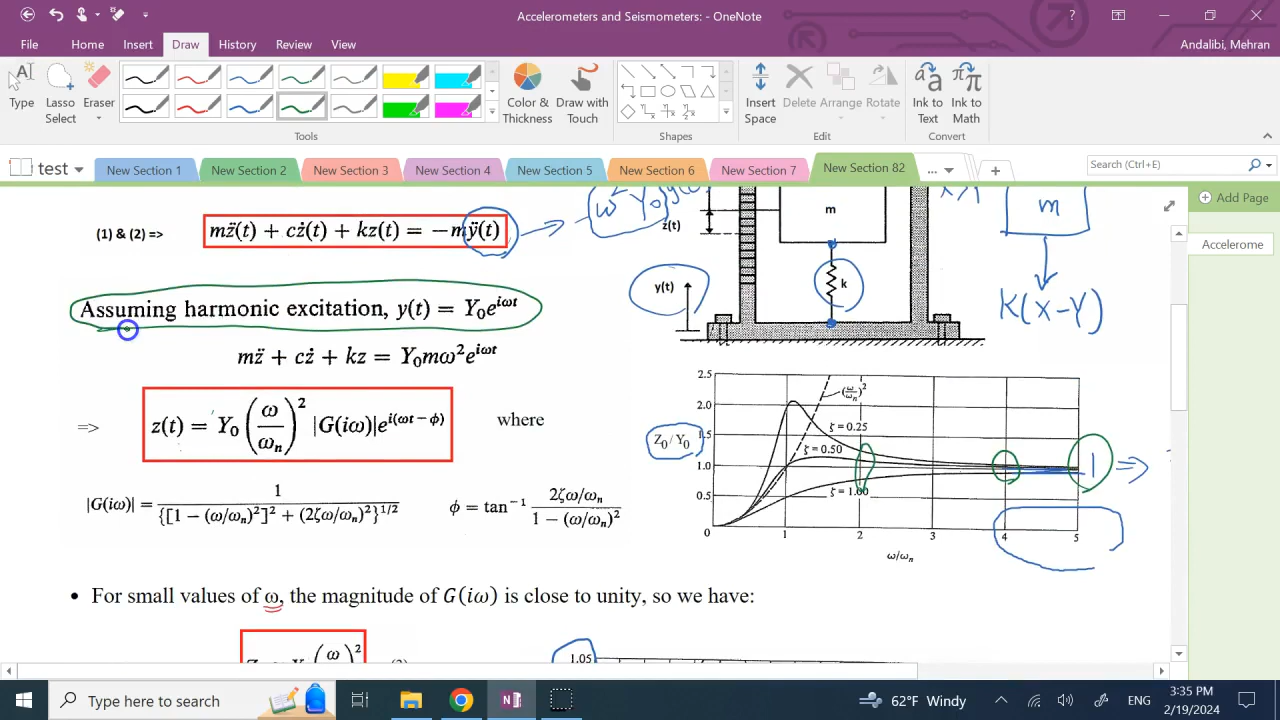 Accelerometers and Seismometers: - OneNote
Andalibi, Mehran
File Home Insert Draw History Review View
Type Lasso Select Eraser Color & Thickness Draw with Touch Insert Space Delete Arrange Rotate Ink to Text Ink to Math
Tools Shapes Edit Convert
test New Section 1 New Section 2 New Section 3 New Section 4 New Section 5 New Section 6 New Section 7 New Section 82 ... +
Search (Ctrl+E)
Add Page
Accelerome
(1) & (2) => mz̈(t) + cż(t) + kz(t) = −mÿ(t)
m
z(t)
y(t)
k
m
K(X−Y)
Assuming harmonic excitation, y(t) = Y₀e^{iωt}
mz̈ + cż + kz = Y₀mω²e^{iωt}
⇒ z(t) = Y₀(ω/ωₙ)² |G(iω)|e^{i(ωt − ϕ)} where
|G(iω)| = 1/{[1 − (ω/ωₙ)²]² + (2ζω/ωₙ)²}^{1/2} ϕ = tan⁻¹ 2ζω/ωₙ / 1 − (ω/ωₙ)²
2.5
2.0
1.5
1.0
0.5
0 1 2 3 4 5
Z₀/Y₀
(ω/ωₙ)²
ζ = 0.25
ζ = 0.50
ζ = 1.00
1 ⇒
ω/ωₙ
• For small values of ω, the magnitude of G(iω) is close to unity, so we have:
1.05
Type here to search
62°F Windy
ENG
3:35 PM
2/19/2024